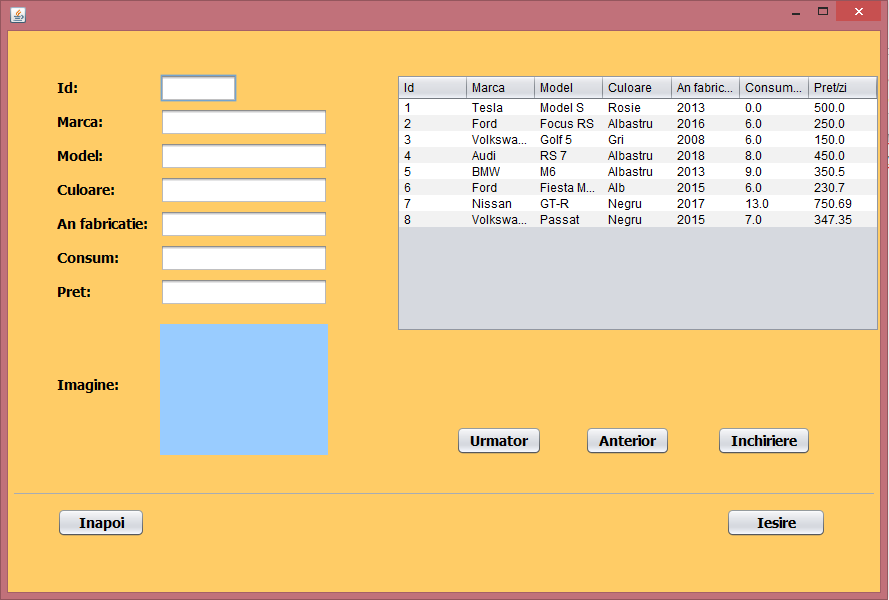 Id:
Marca:
Model:
Culoare:
An fabricatie:
Consum:
Pret:
Imagine:
Id Marca Model Culoare An fabric... Consum... Pret/zi
1 Tesla Model S Rosie 2013 0.0 500.0
2 Ford Focus RS Albastru 2016 6.0 250.0
3 Volkswa... Golf 5 Gri 2008 6.0 150.0
4 Audi RS 7 Albastru 2018 8.0 450.0
5 BMW M6 Albastru 2013 9.0 350.5
6 Ford Fiesta M... Alb 2015 6.0 230.7
7 Nissan GT-R Negru 2017 13.0 750.69
8 Volkswa... Passat Negru 2015 7.0 347.35
Urmator Anterior Inchiriere
Inapoi Iesire